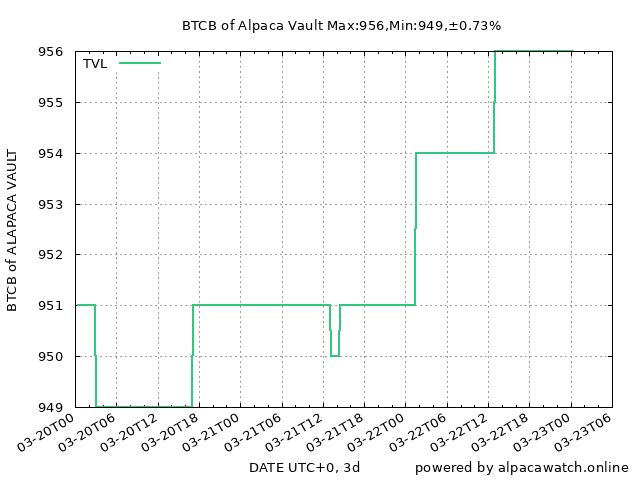 BTCB of Alpaca Vault Max:956,Min:949,±0.73%
TVL
956
955
954
953
952
951
950
949
BTCB of ALAPACA VAULT
03-20T00
03-20T06
03-20T12
03-20T18
03-21T00
03-21T06
03-21T12
03-21T18
03-22T00
03-22T06
03-22T12
03-22T18
03-23T00
03-23T06
DATE UTC+0, 3d
powered by alpacawatch.online